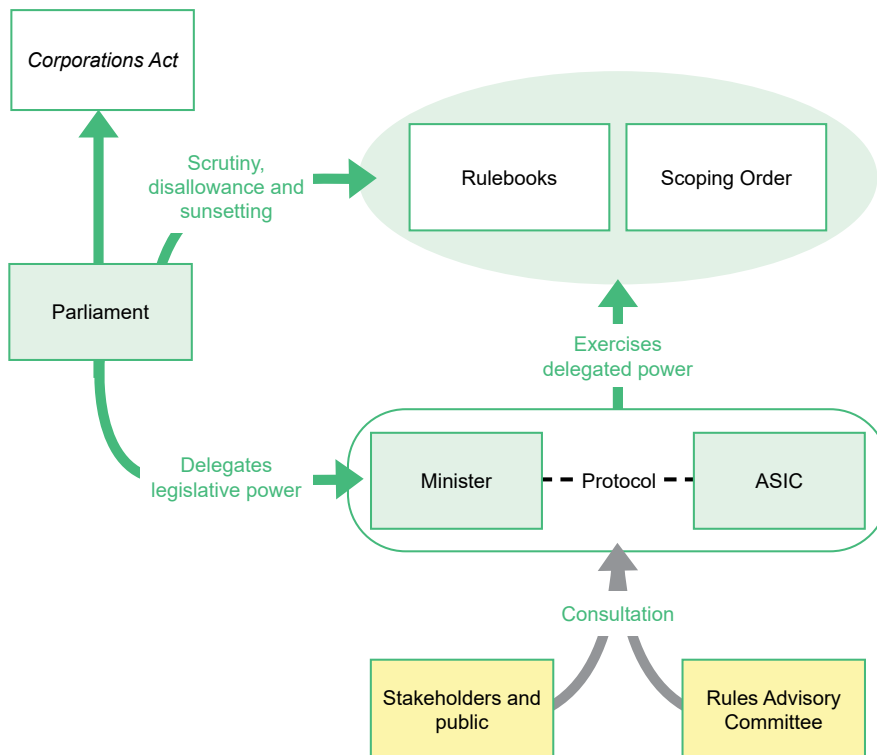 Corporations Act
Scrutiny,
disallowance and
sunsetting
Rulebooks
Scoping Order
Parliament
Exercises
delegated power
Delegates
legislative power
Minister
Protocol
ASIC
Consultation
Stakeholders and
public
Rules Advisory
Committee